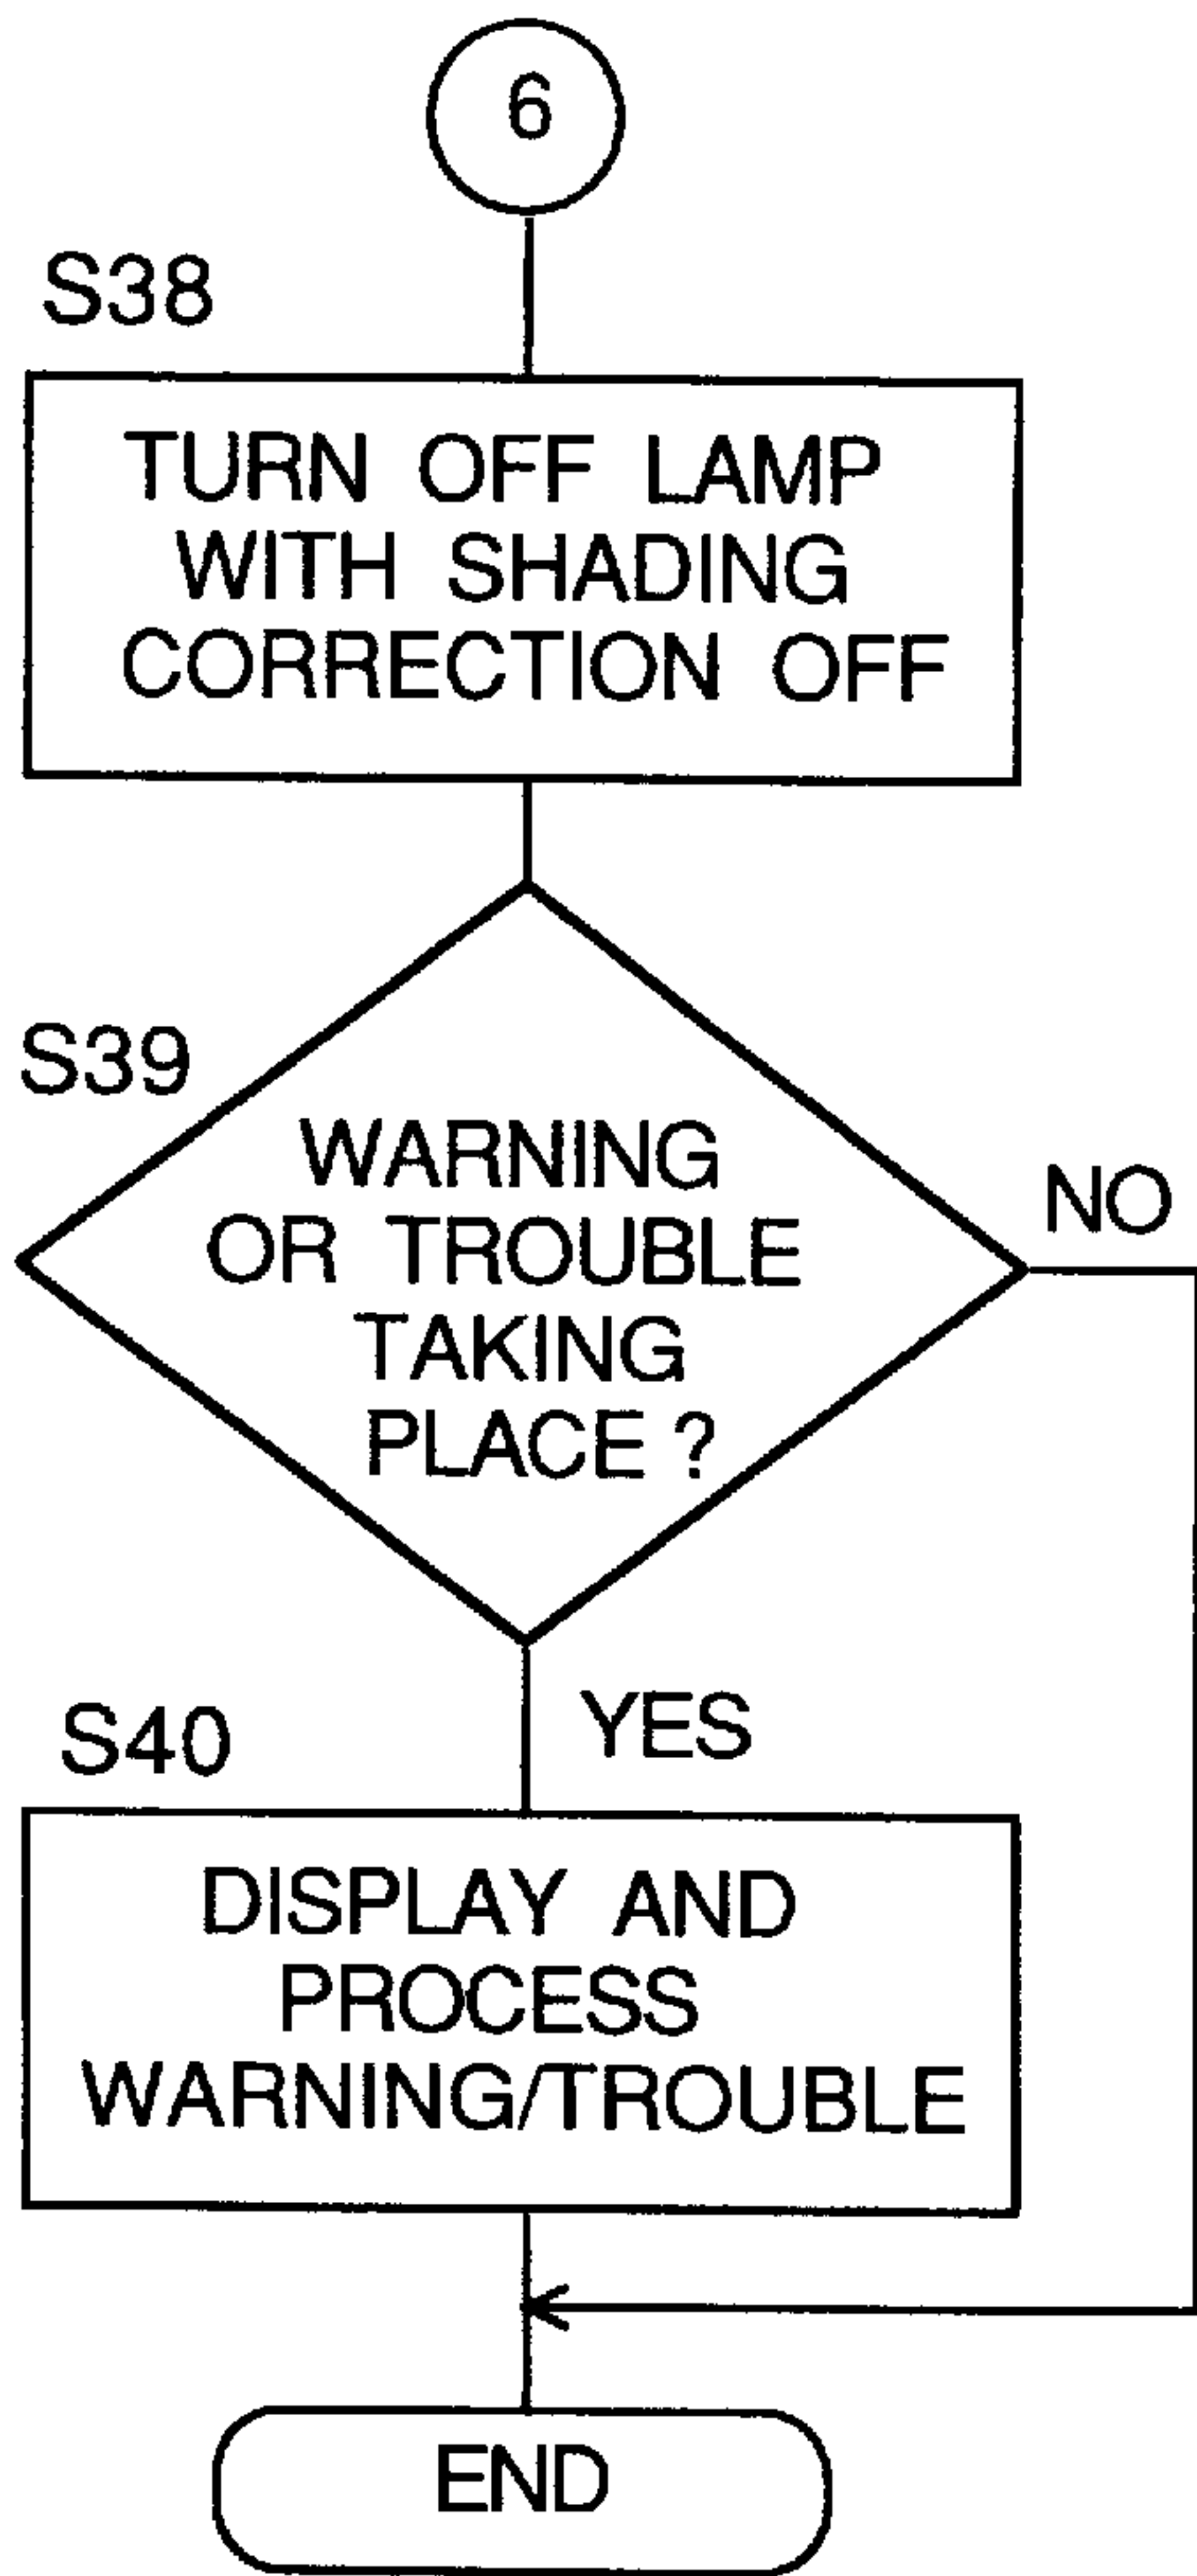 6
S38
TURN OFF LAMP
WITH SHADING
CORRECTION OFF
S39
WARNING
OR TROUBLE
TAKING
PLACE ?
NO
YES
S40
DISPLAY AND
PROCESS
WARNING/TROUBLE
END